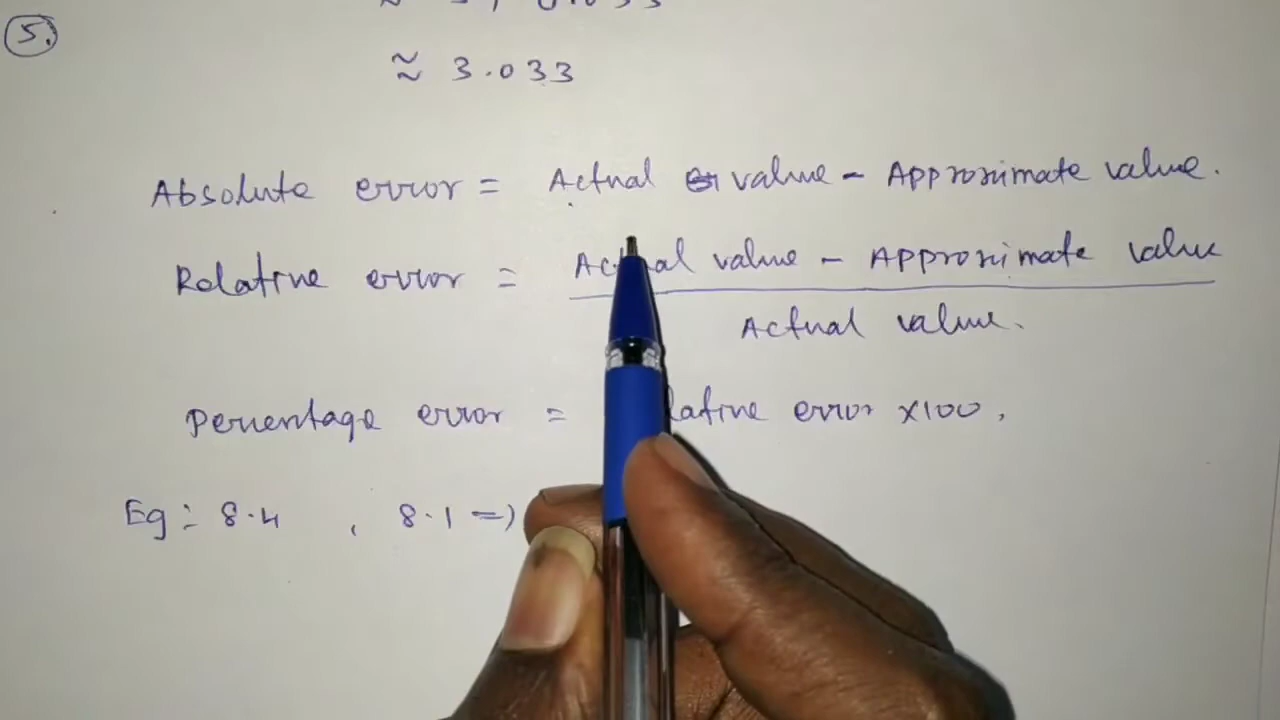 5.
≈ 3.033
Absolute error = Actual value - Approximate value.
Relative error = Actual value - Approximate value
Actual value.
Percentage error = Relative error ×100,
Eg:- 8.4 , 8.1 =)